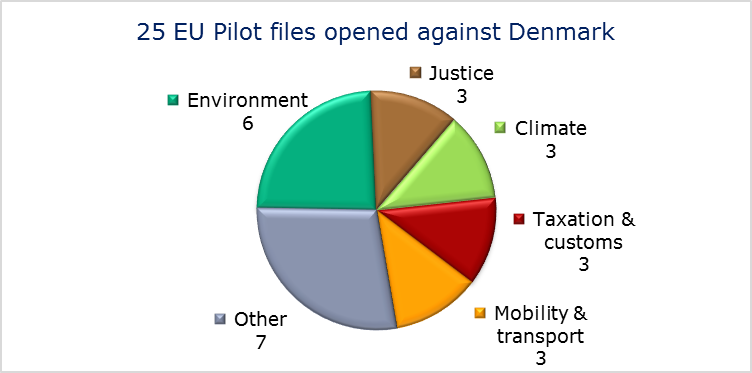 25 EU Pilot files opened against Denmark
Justice
3
Environment
6
Climate
3
Taxation &
customs
3
Mobility &
transport
3
Other
7